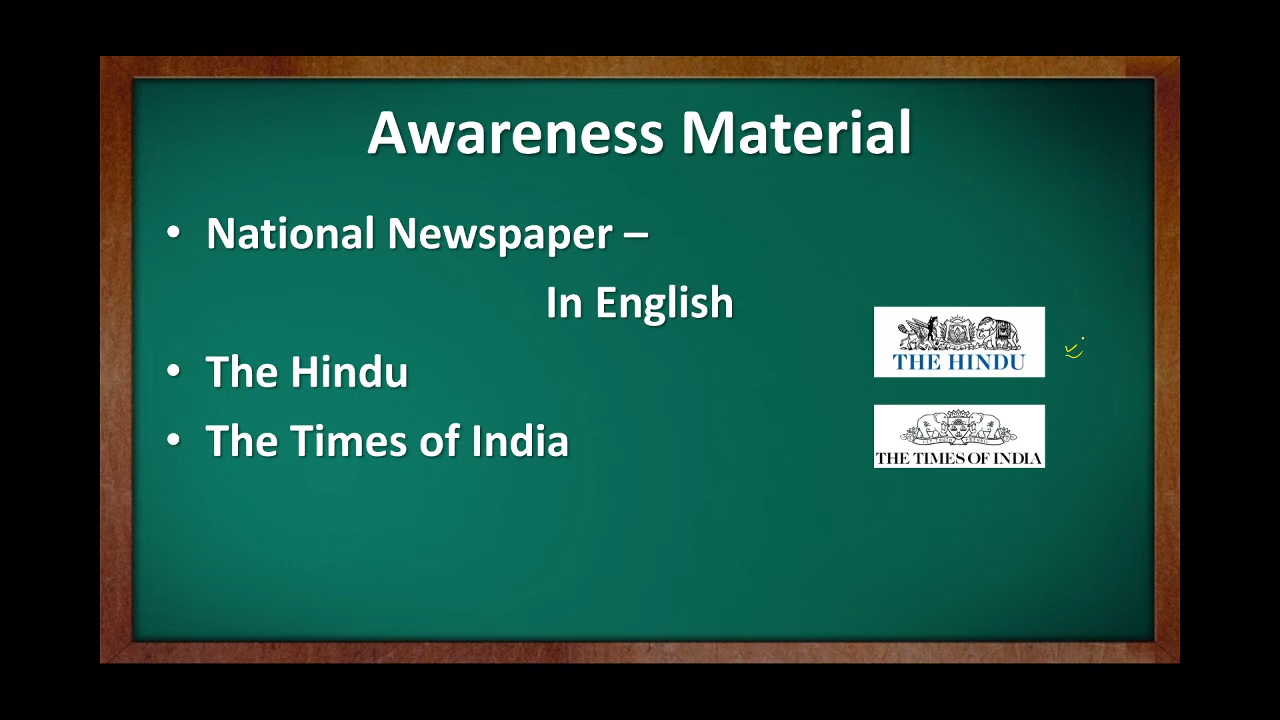 Awareness Material
• National Newspaper –
In English
• The Hindu
THE HINDU
• The Times of India
THE TIMES OF INDIA